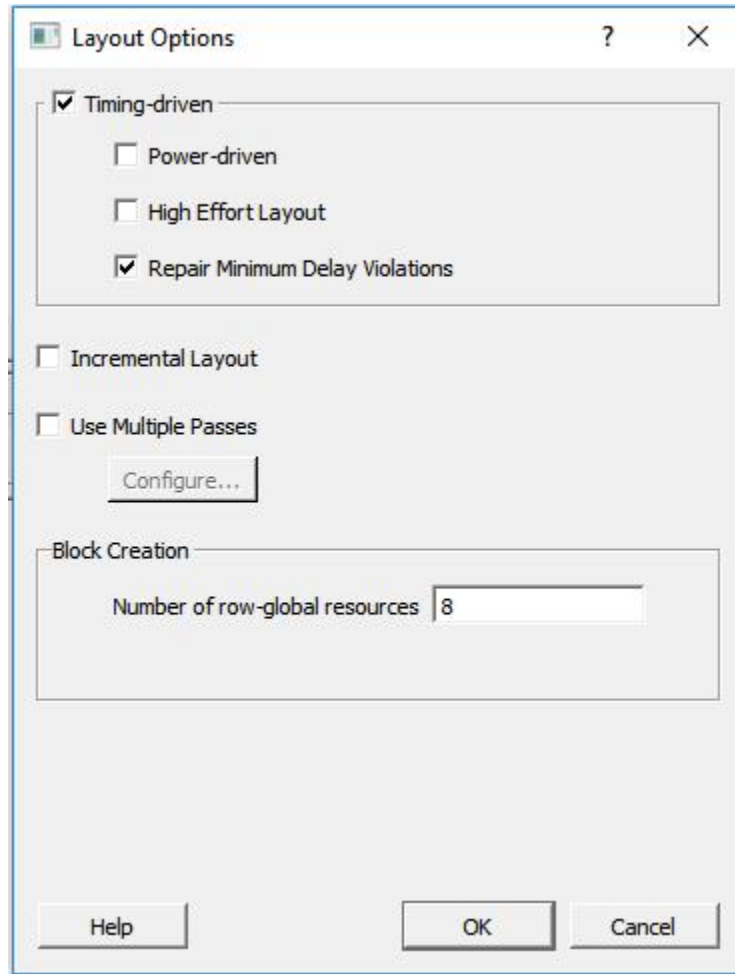 Layout Options
?
Timing-driven
Power-driven
High Effort Layout
Repair Minimum Delay Violations
Incremental Layout
Use Multiple Passes
Configure...
Block Creation
Number of row-global resources 8
Help OK Cancel